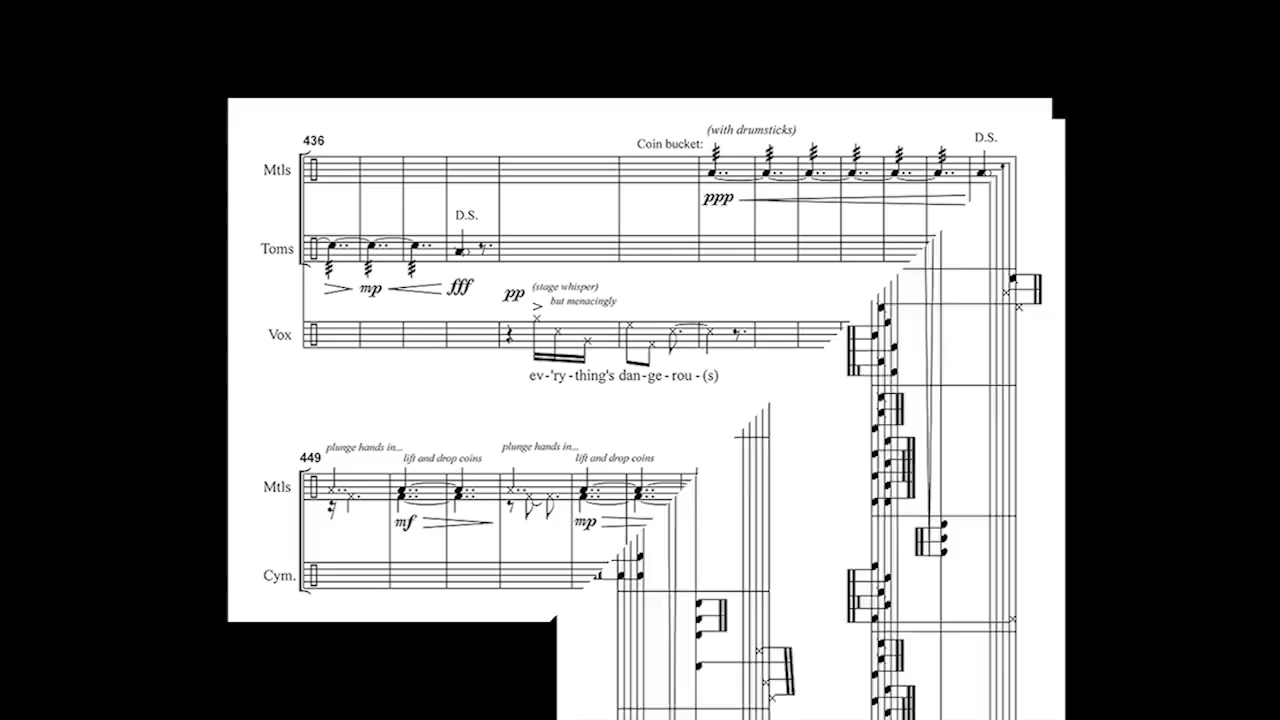 436
(with drumsticks)
Coin bucket:
D.S.
Mtls
ppp
D.S.
Toms
mp
fff
pp
(stage whisper)
but menacingly
Vox
ev-'ry-thing's dan-ge-rou-(s)
449
plunge hands in...
lift and drop coins
plunge hands in...
lift and drop coins
Mtls
mf
mp
Cym.